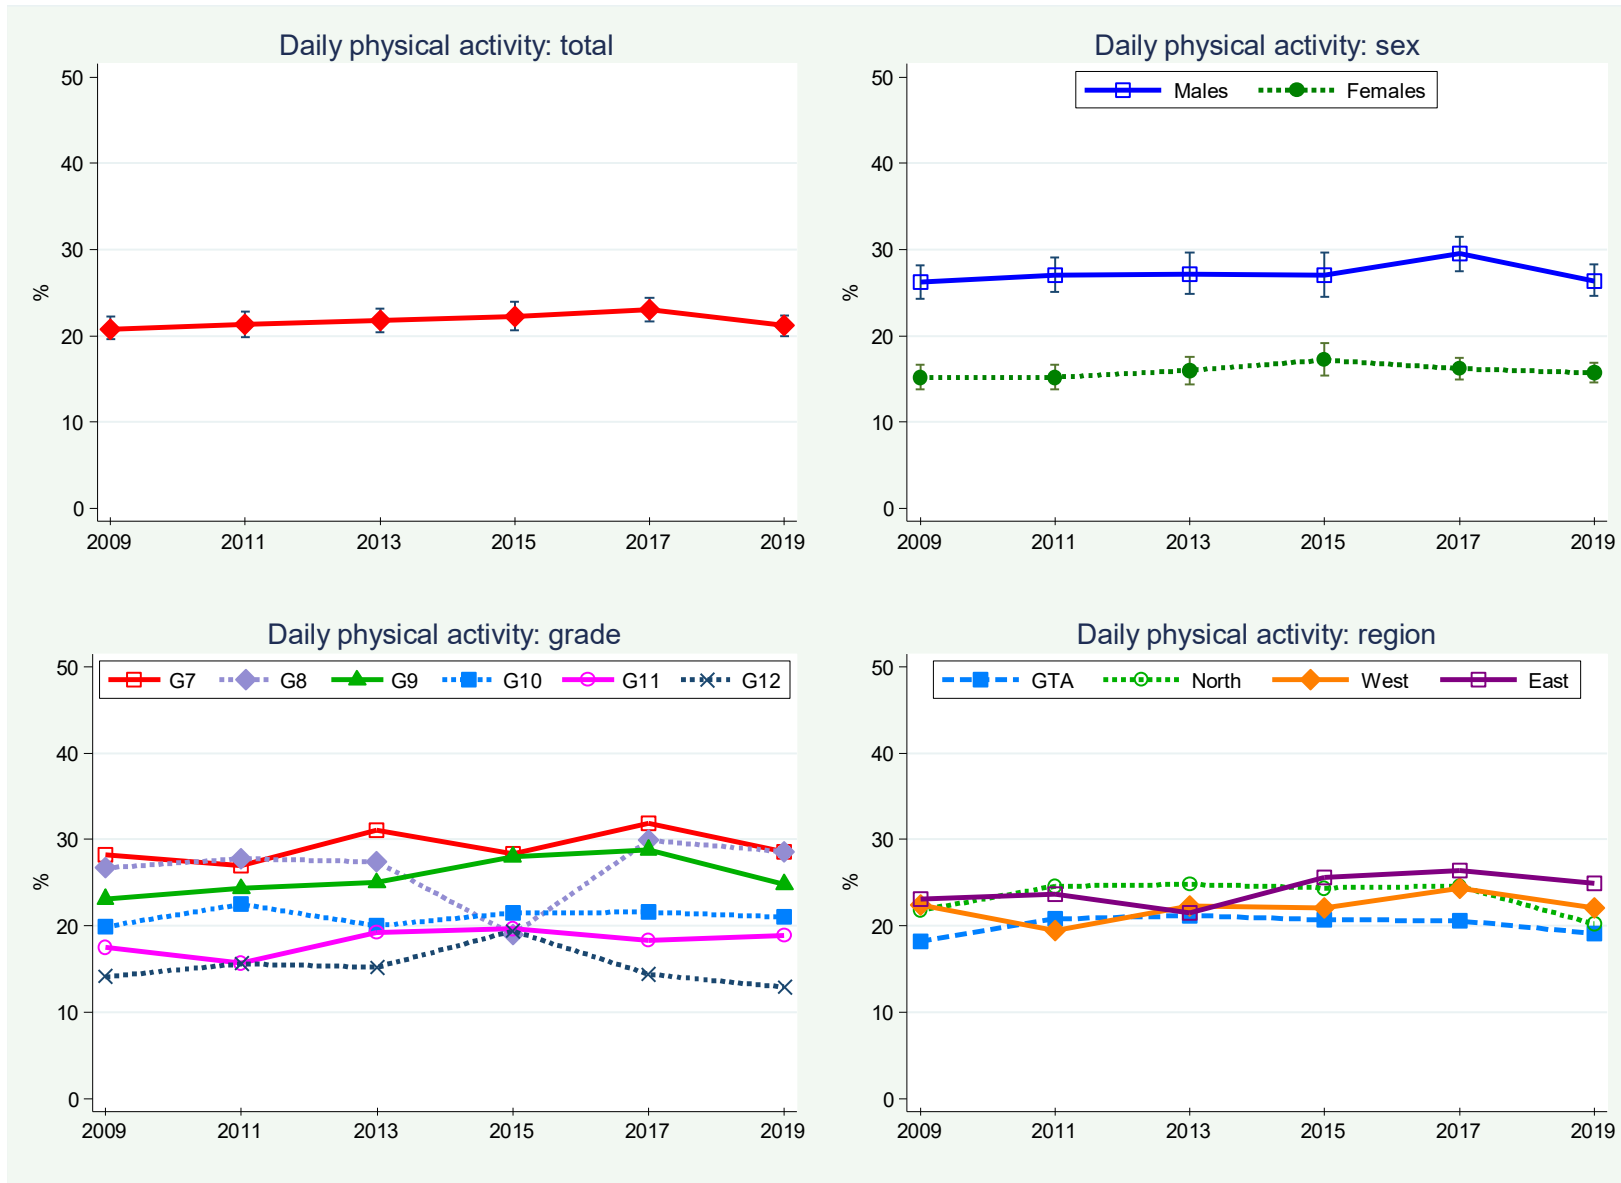 Daily physical activity: total
50
40
30
20
10
0
%
2009 2011 2013 2015 2017 2019
Daily physical activity: sex
Males Females
50
40
30
20
10
0
%
2009 2011 2013 2015 2017 2019
Daily physical activity: grade
G7 G8 G9 G10 G11 G12
50
40
30
20
10
0
%
2009 2011 2013 2015 2017 2019
Daily physical activity: region
GTA North West East
50
40
30
20
10
0
%
2009 2011 2013 2015 2017 2019